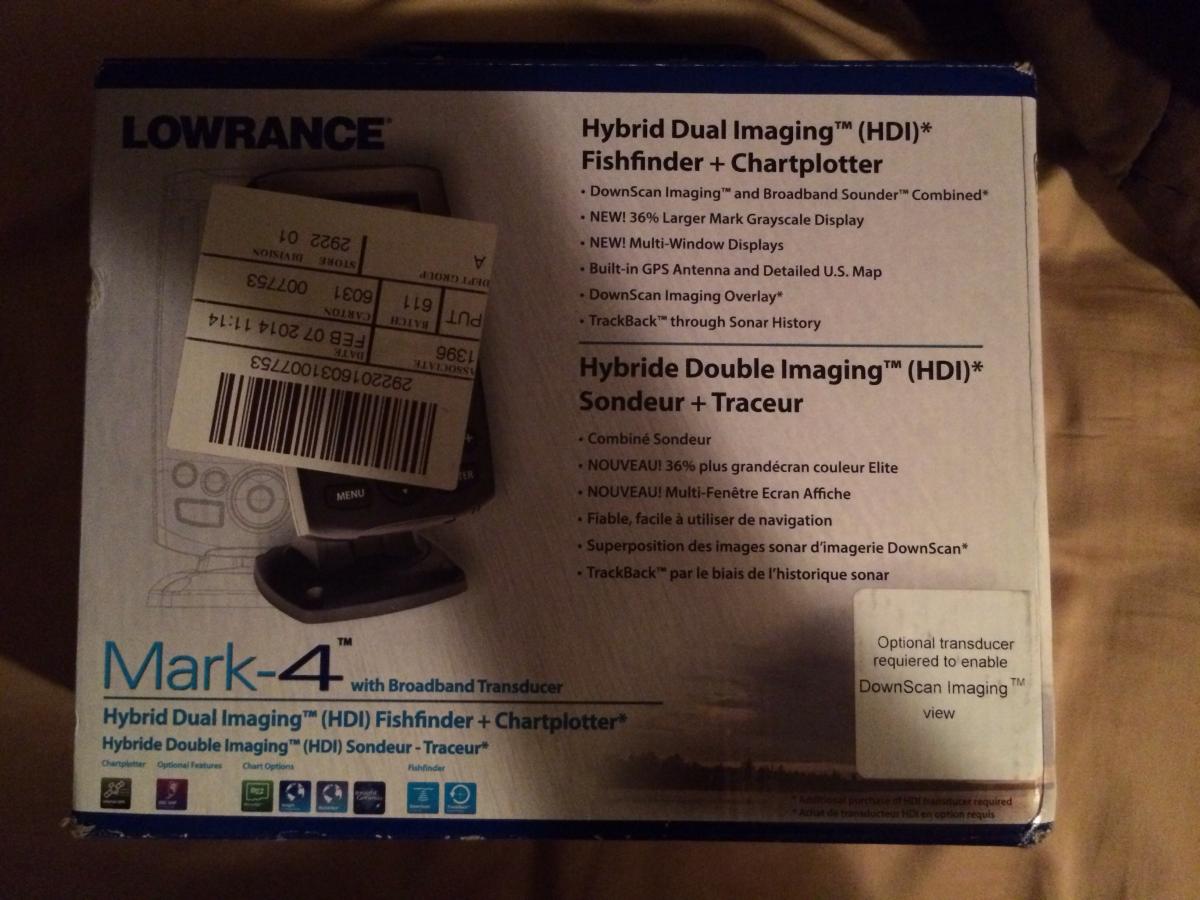 LOWRANCE
Hybrid Dual Imaging™ (HDI)*
Fishfinder + Chartplotter
• DownScan Imaging™ and Broadband Sounder™ Combined*
• NEW! 36% Larger Mark Grayscale Display
• NEW! Multi-Window Displays
• Built-in GPS Antenna and Detailed U.S. Map
• DownScan Imaging Overlay*
• TrackBack™ through Sonar History
Hybride Double Imaging™ (HDI)*
Sondeur + Traceur
• Combiné Sondeur
• NOUVEAU! 36% plus grandécran couleur Elite
• NOUVEAU! Multi-Fenêtre Ecran Affiche
• Fiable, facile à utiliser de navigation
• Superposition des images sonar d'imagerie DownScan*
• TrackBack™ par le biais de l'historique sonar
2922016031007753
ASSOCIATE DATE
1396 FEB 07 2014 11:14
BATCH CARTON
PUT 611 6031 007753
DEPT GROUP STORE DIVISION
A 2922 01
MENU
Mark-4™ with Broadband Transducer
Hybrid Dual Imaging™ (HDI) Fishfinder + Chartplotter*
Hybride Double Imaging™ (HDI) Sondeur - Traceur*
Chartplotter Optional Features Chart Options Fishfinder
Optional transducer
requiered to enable
DownScan Imaging™
view
* Additional purchase of HDI transducer required
* Achat de transducteur HDI en option requis